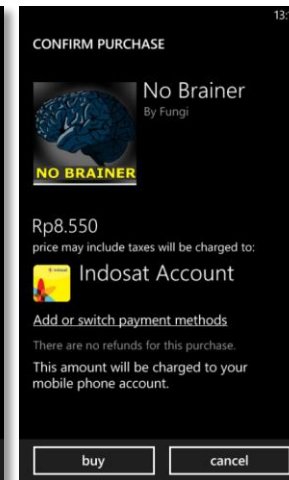 13:
CONFIRM PURCHASE
No Brainer
By Fungi
NO BRAINER
Rp8.550
price may include taxes will be charged to:
indosat
Indosat Account
Add or switch payment methods
There are no refunds for this purchase.
This amount will be charged to your
mobile phone account.
buy
cancel